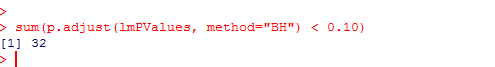 >
> sum(p.adjust(lmPValues, method="BH") < 0.10)
[1] 32
>